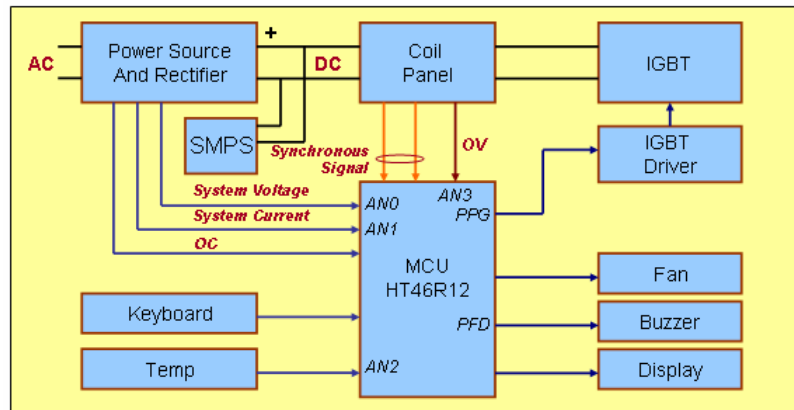 AC
Power Source
And Rectifier
+
DC
Coil
Panel
IGBT
SMPS
Synchronous
Signal
OV
IGBT
Driver
System Voltage
AN0
AN3
PPG
System Current
AN1
OC
MCU
HT46R12
Fan
Keyboard
PFD
Buzzer
Temp
AN2
Display